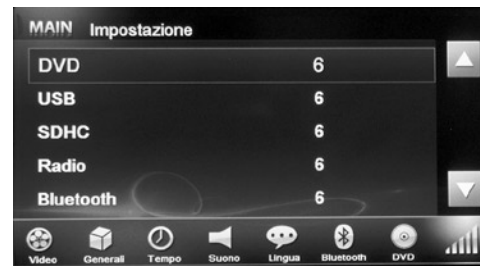 MAIN Impostazione
DVD 6
USB 6
SDHC 6
Radio 6
Bluetooth 6
Video Generali Tempo Suono Lingua Bluetooth DVD